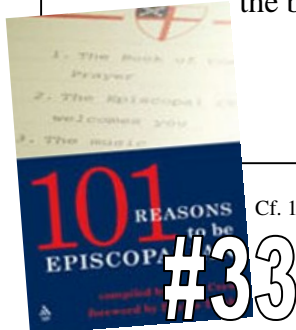 the b
1. The Book of
Prayer
2. The Episcopal
welcomes you
3. The music
101
REASONS
to be
EPISCOPA
compiled by
foreword by
Cf. 1
#33